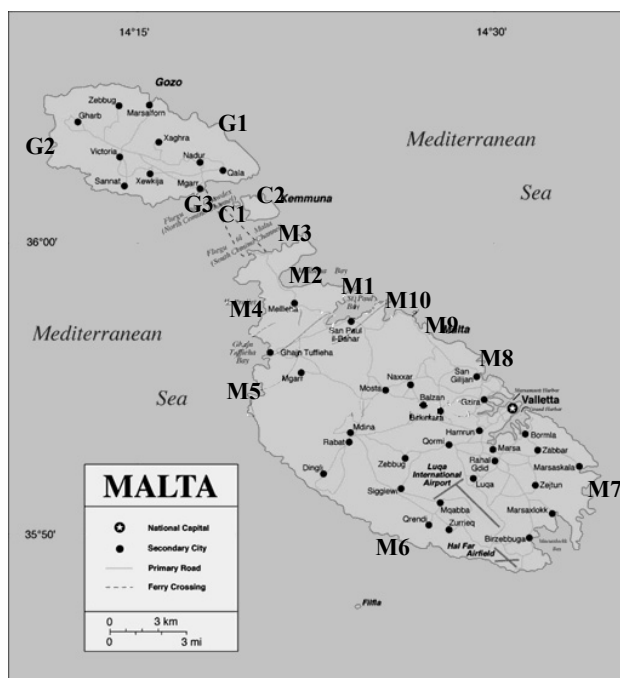 14°15'
14°30'
Gozo
Zebbug
Marsalforn
Gharb
G1
G2
Xaghra
Mediterranean
Sea
Victoria
Nadur
Qala
Sannat
Xewkija
Mgarr
G3
C2
Kemmuna
C1
36°00'
M3
M2
M1
M10
M4
Mellieha
M9
San Paul
il-Bahar
Mediterranean
Sea
Ghajn
Tuffieha
Bay
Ghajn Tuffieha
M8
San
Giljan
Mgarr
M5
Naxxar
Mosta
Balzan
Gzira
Valletta
Birkirkara
Mdina
Hamrun
Bormla
Rabat
Qormi
Marsa
Zabbar
Zebbug
Luqa
International
Airport
Rahal
Gdid
Marsaskala
Dingli
Luqa
Zejtun
M7
Siggiewi
Mqabba
Marsaxlokk
Qrendi
Zurrieq
M6
Hal Far
Airfield
Birzebbuga
35°50'
Filfla
MALTA
National Capital
Secondary City
Primary Road
Ferry Crossing
0 3 km
0 3 mi